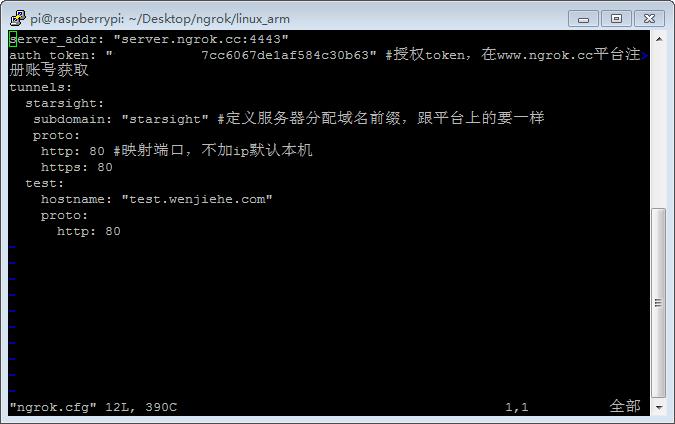 pi@raspberrypi: ~/Desktop/ngrok/linux_arm
server_addr: "server.ngrok.cc:4443"
auth_token: "           7cc6067de1af584c30b63" #授权token，在www.ngrok.cc平台注
册账号获取
tunnels:
  starsight:
   subdomain: "starsight" #定义服务器分配域名前缀，跟平台上的要一样
   proto:
    http: 80 #映射端口，不加ip默认本机
    https: 80
  test:
    hostname: "test.wenjiehe.com"
    proto:
      http: 80
~
~
~
~
~
~
~
~
~
~
"ngrok.cfg" 12L, 390C 1,1 全部